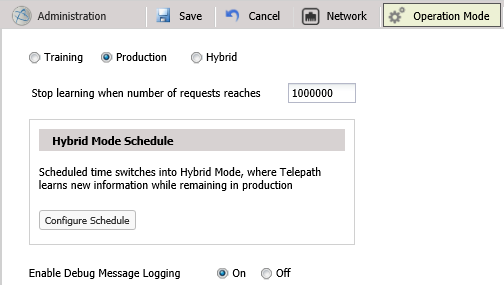 Administration Save Cancel Network Operation Mode
Training Production Hybrid
Stop learning when number of requests reaches 1000000
Hybrid Mode Schedule
Scheduled time switches into Hybrid Mode, where Telepath
learns new information while remaining in production
Configure Schedule
Enable Debug Message Logging On Off